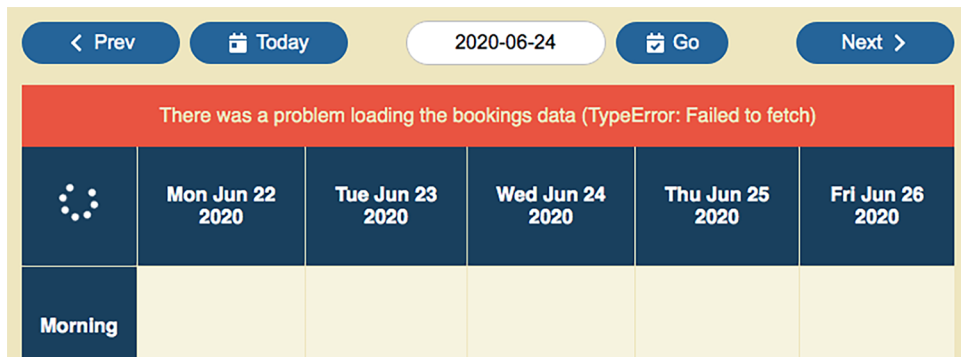 Prev Today 2020-06-24 Go Next
There was a problem loading the bookings data (TypeError: Failed to fetch)
Mon Jun 22 2020
Tue Jun 23 2020
Wed Jun 24 2020
Thu Jun 25 2020
Fri Jun 26 2020
Morning